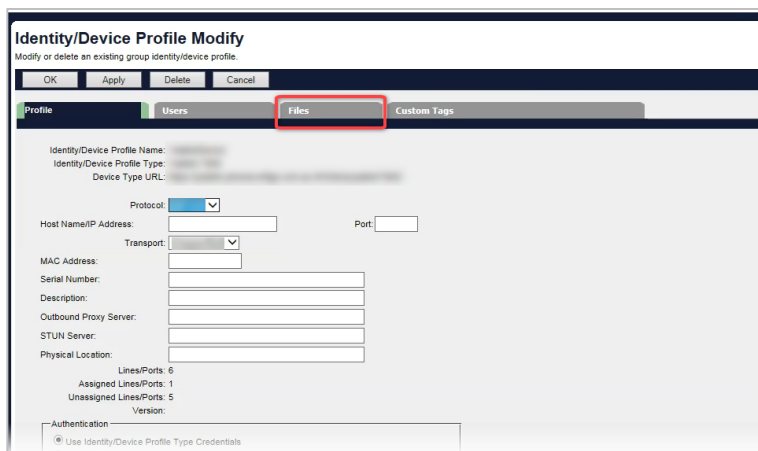 Identity/Device Profile Modify
Modify or delete an existing group identity/device profile.
OK Apply Delete Cancel
Profile Users Files Custom Tags
Identity/Device Profile Name:
Identity/Device Profile Type:
Device Type URL:
Protocol:
Host Name/IP Address: Port:
Transport:
MAC Address:
Serial Number:
Description:
Outbound Proxy Server:
STUN Server:
Physical Location:
Lines/Ports: 6
Assigned Lines/Ports: 1
Unassigned Lines/Ports: 5
Version:
Authentication
Use Identity/Device Profile Type Credentials